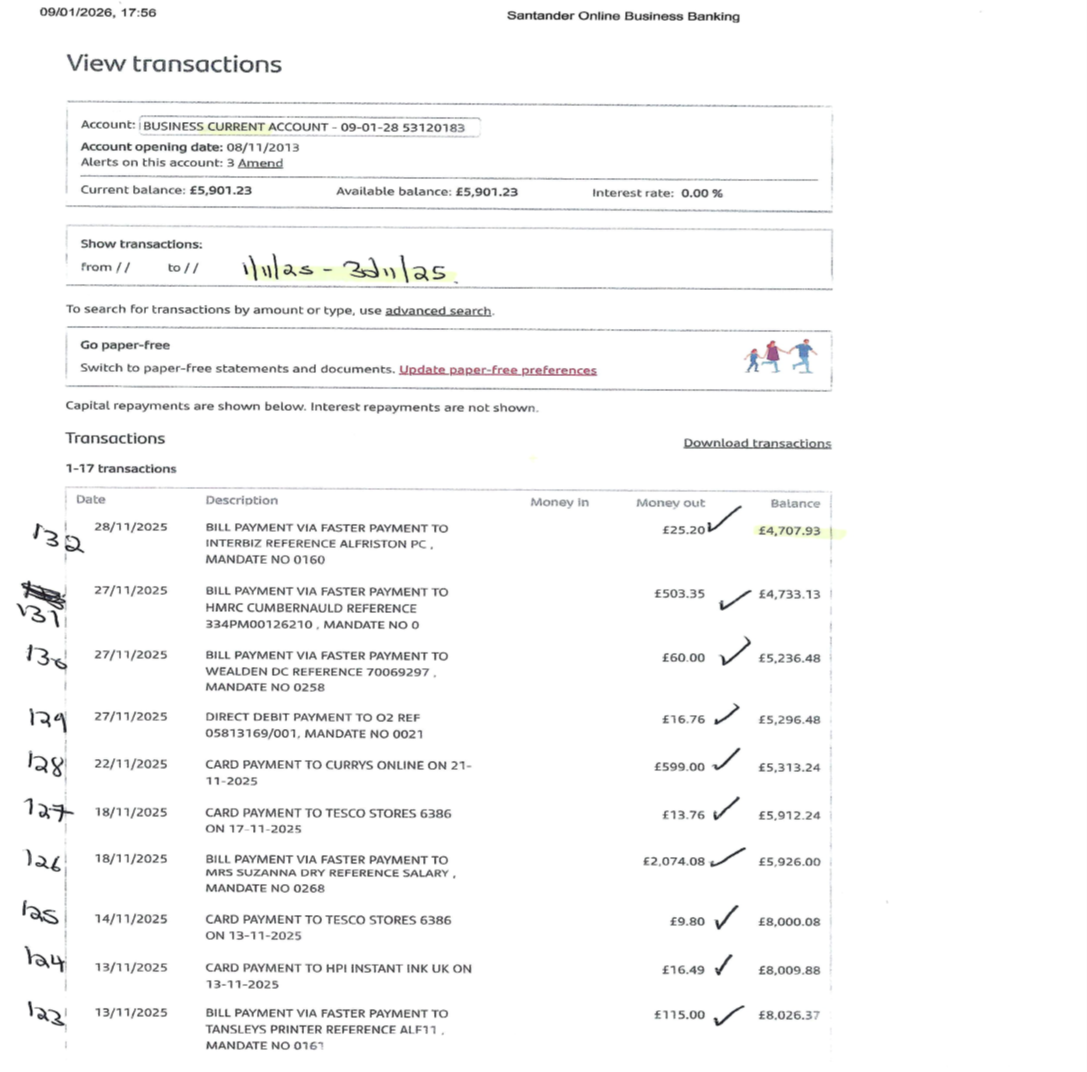 09/01/2026, 17:56 Santander Online Business Banking
View transactions
Account: BUSINESS CURRENT ACCOUNT - 09-01-28 53120183
Account opening date: 08/11/2013
Alerts on this account: 3 Amend
Current balance: £5,901.23 Available balance: £5,901.23 Interest rate: 0.00 %
Show transactions:
from // to // 1/11/25 - 30/11/25
To search for transactions by amount or type, use advanced search.
Go paper-free
Switch to paper-free statements and documents. Update paper-free preferences
Capital repayments are shown below. Interest repayments are not shown.
Transactions Download transactions
1-17 transactions
Date Description Money in Money out Balance
132 28/11/2025 BILL PAYMENT VIA FASTER PAYMENT TO £25.20 £4,707.93
INTERBIZ REFERENCE ALFRISTON PC ,
MANDATE NO 0160
27/11/2025 BILL PAYMENT VIA FASTER PAYMENT TO £503.35 £4,733.13
131 HMRC CUMBERNAULD REFERENCE
334PM00126210 , MANDATE NO 0
130 27/11/2025 BILL PAYMENT VIA FASTER PAYMENT TO £60.00 £5,236.48
WEALDEN DC REFERENCE 70069297 ,
MANDATE NO 0258
129 27/11/2025 DIRECT DEBIT PAYMENT TO O2 REF £16.76 £5,296.48
05813169/001, MANDATE NO 0021
128 22/11/2025 CARD PAYMENT TO CURRYS ONLINE ON 21- £599.00 £5,313.24
11-2025
127 18/11/2025 CARD PAYMENT TO TESCO STORES 6386 £13.76 £5,912.24
ON 17-11-2025
126 18/11/2025 BILL PAYMENT VIA FASTER PAYMENT TO £2,074.08 £5,926.00
MRS SUZANNA DRY REFERENCE SALARY ,
MANDATE NO 0268
125 14/11/2025 CARD PAYMENT TO TESCO STORES 6386 £9.80 £8,000.08
ON 13-11-2025
124 13/11/2025 CARD PAYMENT TO HPI INSTANT INK UK ON £16.49 £8,009.88
13-11-2025
123 13/11/2025 BILL PAYMENT VIA FASTER PAYMENT TO £115.00 £8,026.37
TANSLEYS PRINTER REFERENCE ALF11 ,
MANDATE NO 0161